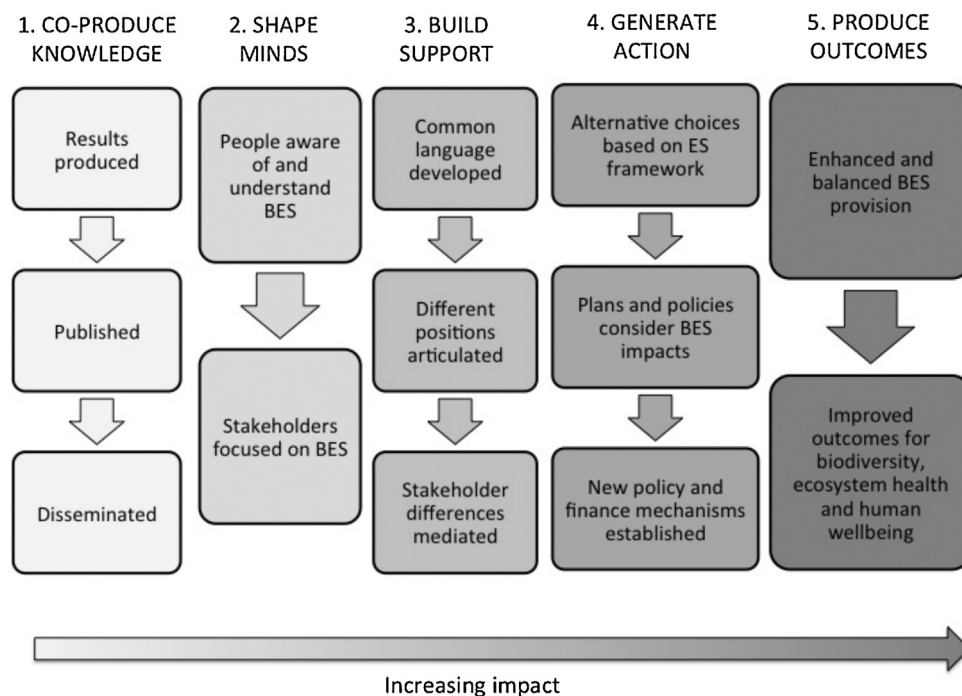 1. CO-PRODUCE
KNOWLEDGE
2. SHAPE
MINDS
3. BUILD
SUPPORT
4. GENERATE
ACTION
5. PRODUCE
OUTCOMES
Results
produced
Published
Disseminated
People aware
of and
understand
BES
Stakeholders
focused on BES
Common
language
developed
Different
positions
articulated
Stakeholder
differences
mediated
Alternative choices
based on ES
framework
Plans and policies
consider BES
impacts
New policy and
finance mechanisms
established
Enhanced and
balanced BES
provision
Improved
outcomes for
biodiversity,
ecosystem health
and human
wellbeing
Increasing impact